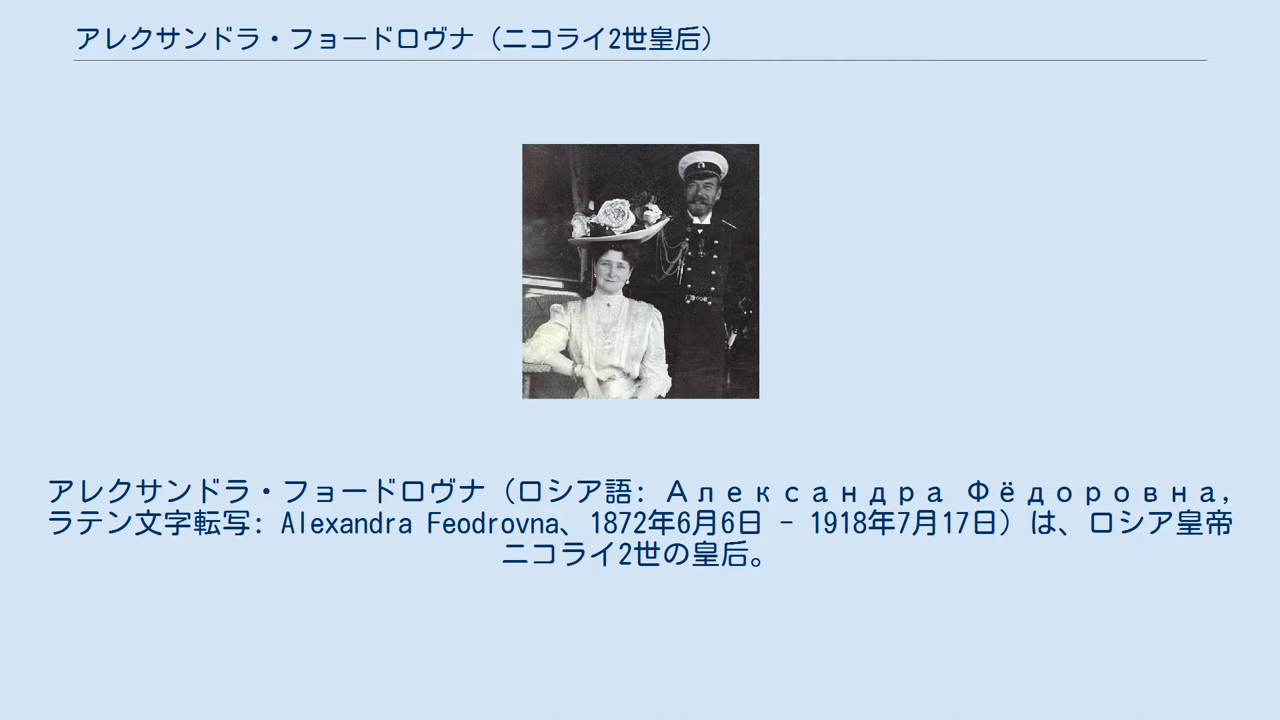 アレクサンドラ・フョードロヴナ（ニコライ2世皇后）
アレクサンドラ・フョードロヴナ（ロシア語: Александра Фёдоровна,
ラテン文字転写: Alexandra Feodrovna、1872年6月6日 - 1918年7月17日）は、ロシア皇帝
ニコライ2世の皇后。